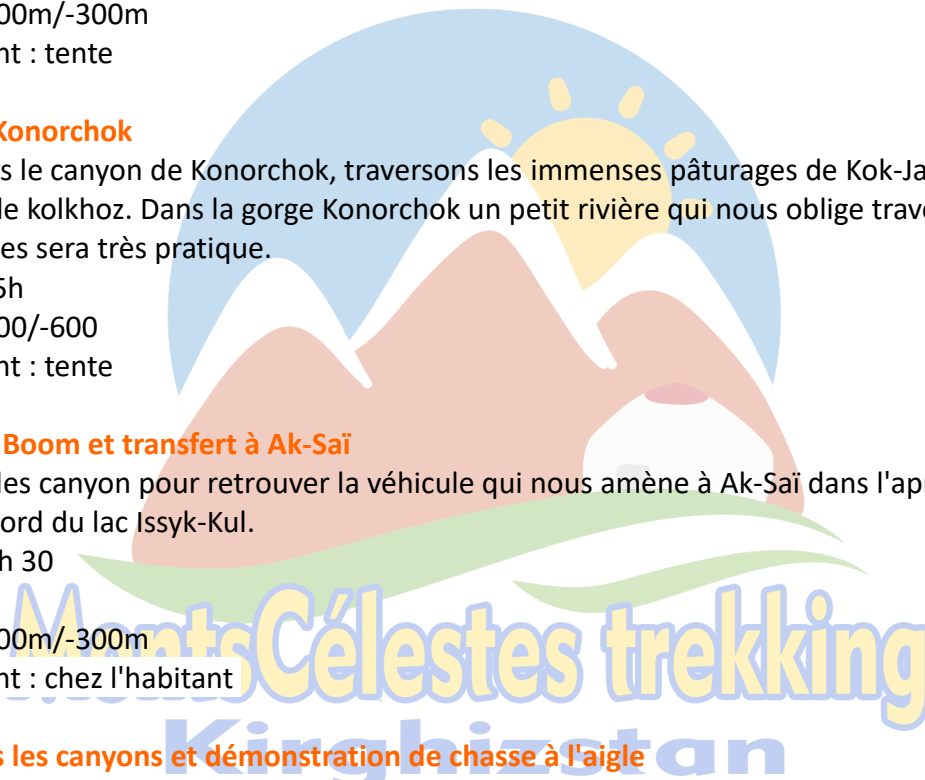 00m/-300m
nt : tente
Konorchok
rs le canyon de Konorchok, traversons les immenses pâturages de Kok-Ja
de kolkhoz. Dans la gorge Konorchok un petit rivière qui nous oblige trave
es sera très pratique.
5h
00/-600
nt : tente
Boom et transfert à Ak-Saï
des canyon pour retrouver la véhicule qui nous amène à Ak-Saï dans l'apr
ord du lac Issyk-Kul.
h 30
00m/-300m
nt : chez l'habitant
MontsCélestes trekking
Kirghizstan
s les canyons et démonstration de chasse à l'aigle